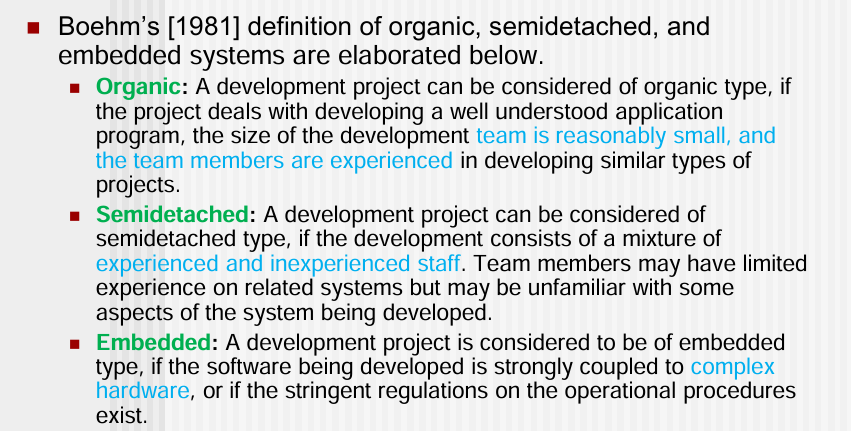 Boehm's [1981] definition of organic, semidetached, and
embedded systems are elaborated below.
Organic: A development project can be considered of organic type, if
the project deals with developing a well understood application
program, the size of the development team is reasonably small, and
the team members are experienced in developing similar types of
projects.
Semidetached: A development project can be considered of
semidetached type, if the development consists of a mixture of
experienced and inexperienced staff. Team members may have limited
experience on related systems but may be unfamiliar with some
aspects of the system being developed.
Embedded: A development project is considered to be of embedded
type, if the software being developed is strongly coupled to complex
hardware, or if the stringent regulations on the operational procedures
exist.